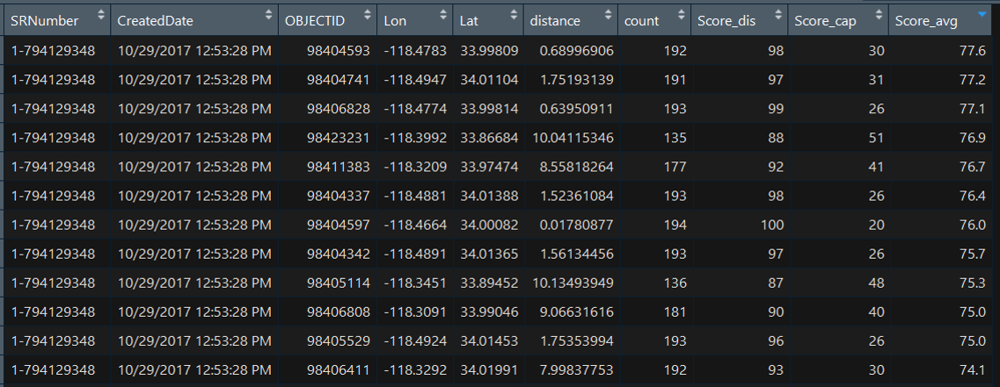 SRNumber CreatedDate OBJECTID Lon Lat distance count Score_dis Score_cap Score_avg
1-794129348 10/29/2017 12:53:28 PM 98404593 -118.4783 33.99809 0.68996906 192 98 30 77.6
1-794129348 10/29/2017 12:53:28 PM 98404741 -118.4947 34.01104 1.75193139 191 97 31 77.2
1-794129348 10/29/2017 12:53:28 PM 98406828 -118.4774 33.99814 0.63950911 193 99 26 77.1
1-794129348 10/29/2017 12:53:28 PM 98423231 -118.3992 33.86684 10.04115346 135 88 51 76.9
1-794129348 10/29/2017 12:53:28 PM 98411383 -118.3209 33.97474 8.55818264 177 92 41 76.7
1-794129348 10/29/2017 12:53:28 PM 98404337 -118.4881 34.01388 1.52361084 193 98 26 76.4
1-794129348 10/29/2017 12:53:28 PM 98404597 -118.4664 34.00082 0.01780877 194 100 20 76.0
1-794129348 10/29/2017 12:53:28 PM 98404342 -118.4891 34.01365 1.56134456 193 97 26 75.7
1-794129348 10/29/2017 12:53:28 PM 98405114 -118.3451 33.89452 10.13493949 136 87 48 75.3
1-794129348 10/29/2017 12:53:28 PM 98406808 -118.3091 33.99046 9.06631616 181 90 40 75.0
1-794129348 10/29/2017 12:53:28 PM 98405529 -118.4924 34.01453 1.75353994 193 96 26 75.0
1-794129348 10/29/2017 12:53:28 PM 98406411 -118.3292 34.01991 7.99837753 192 93 30 74.1